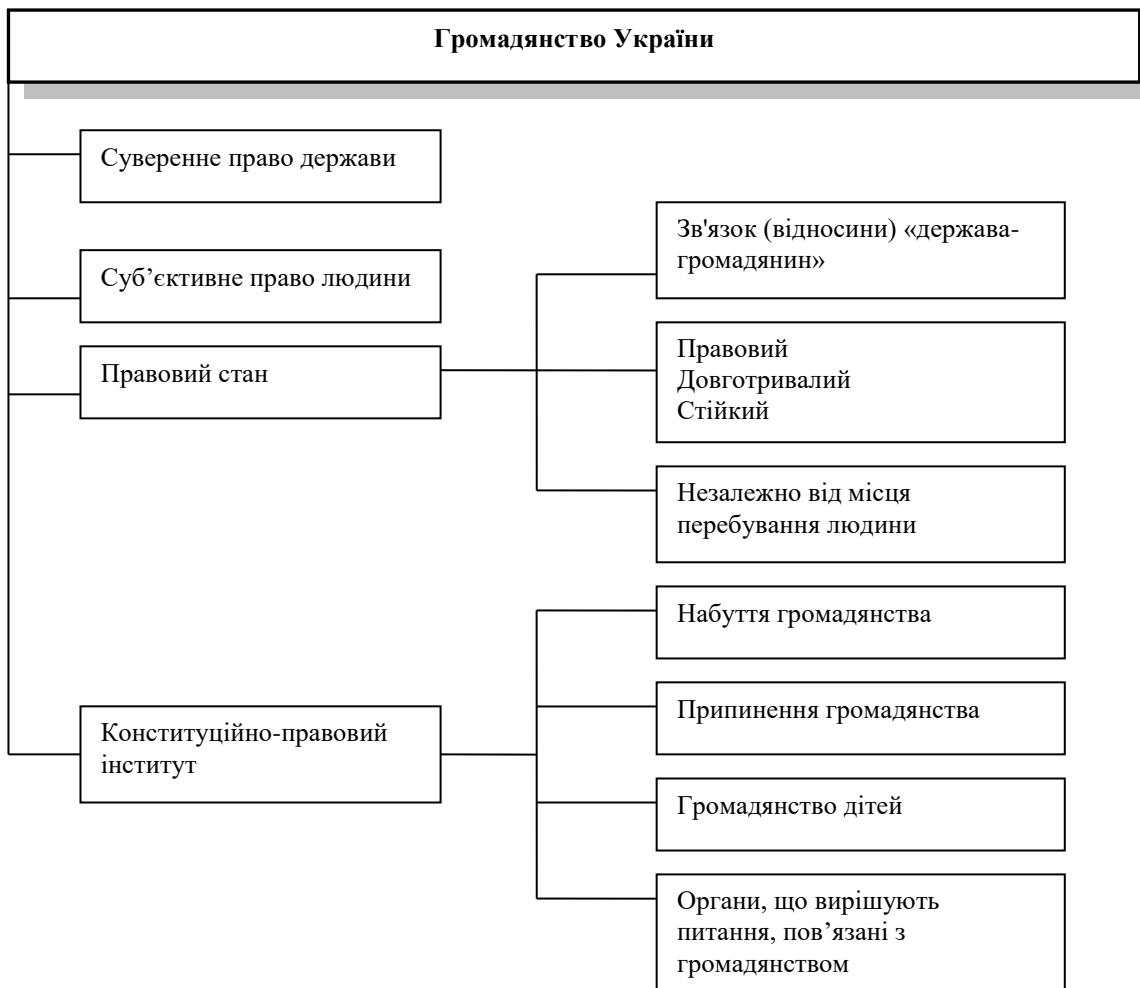 Громадянство України
Суверенне право держави
Суб’єктивне право людини
Правовий стан
Зв'язок (відносини) «держава-
громадянин»
Правовий
Довготривалий
Стійкий
Незалежно від місця
перебування людини
Конституційно-правовий
інститут
Набуття громадянства
Припинення громадянства
Громадянство дітей
Органи, що вирішують
питання, пов’язані з
громадянством